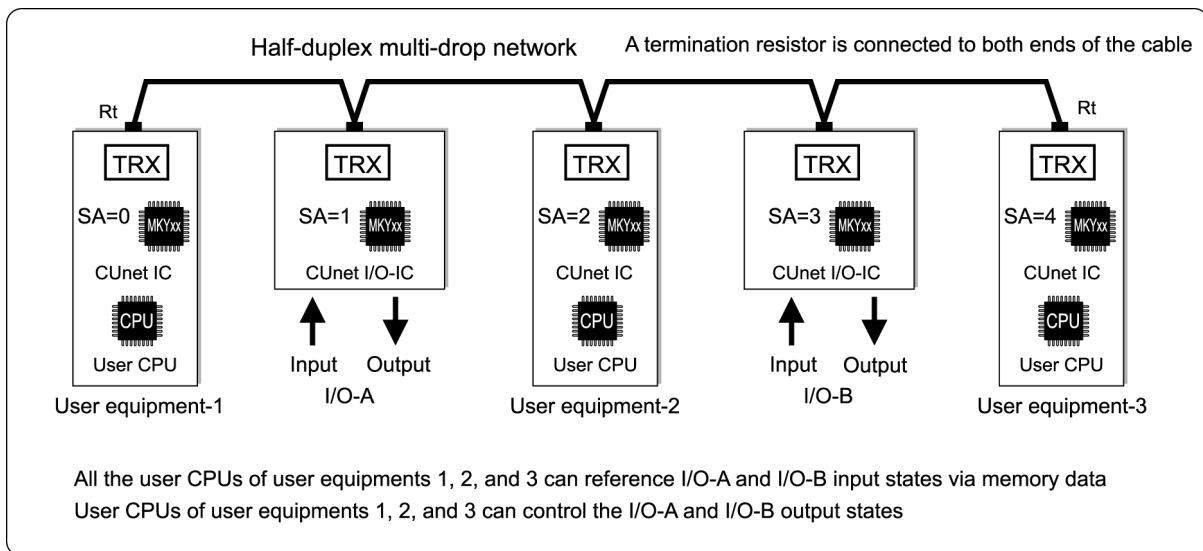 Half-duplex multi-drop network
A termination resistor is connected to both ends of the cable
Rt
Rt
TRX
TRX
TRX
TRX
TRX
SA=0
MKYxx
SA=1
MKYxx
SA=2
MKYxx
SA=3
MKYxx
SA=4
MKYxx
CUnet IC
CUnet I/O-IC
CUnet IC
CUnet I/O-IC
CUnet IC
CPU
CPU
CPU
User CPU
Input
Output
User CPU
Input
Output
User CPU
I/O-A
I/O-B
User equipment-1
User equipment-2
User equipment-3
All the user CPUs of user equipments 1, 2, and 3 can reference I/O-A and I/O-B input states via memory data
User CPUs of user equipments 1, 2, and 3 can control the I/O-A and I/O-B output states